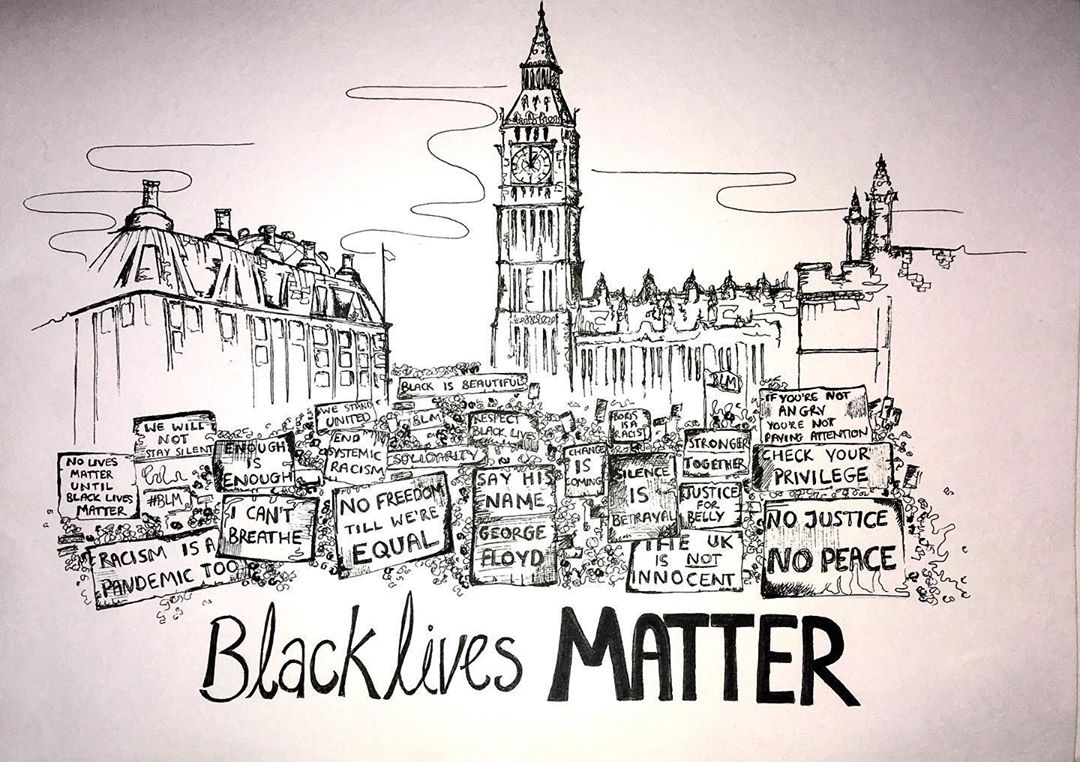 BLACK IS BEAUTIFUL
BLM
IF YOU'RE NOT
ANGRY
YOU'RE NOT
PAYING ATTENTION
WE STAND
UNITED
BLM
RESPECT
BLACK LIV
BORIS
IS A
RACIST
WE WILL
NOT
STAY SILENT
ENOUGH
IS
ENOUGH
END
SYSTEMIC
RACISM
SOLIDARITY
CHANGE
IS
COMING
STRONGER
TOGETHER
CHECK YOUR
PRIVILEGE
NO LIVES
MATTER
UNTIL
BLACK LIVES
MATTER
#BLM
I CAN'T
BREATHE
NO FREEDOM
TILL WE'RE
EQUAL
SAY HIS
NAME
GEORGE
FLOYD
SILENCE
IS
BETRAYAL
JUSTICE
FOR
BELLY
NO JUSTICE
NO PEACE
RACISM IS A
PANDEMIC TOO
THE UK
IS NOT
INNOCENT
Black lives MATTER